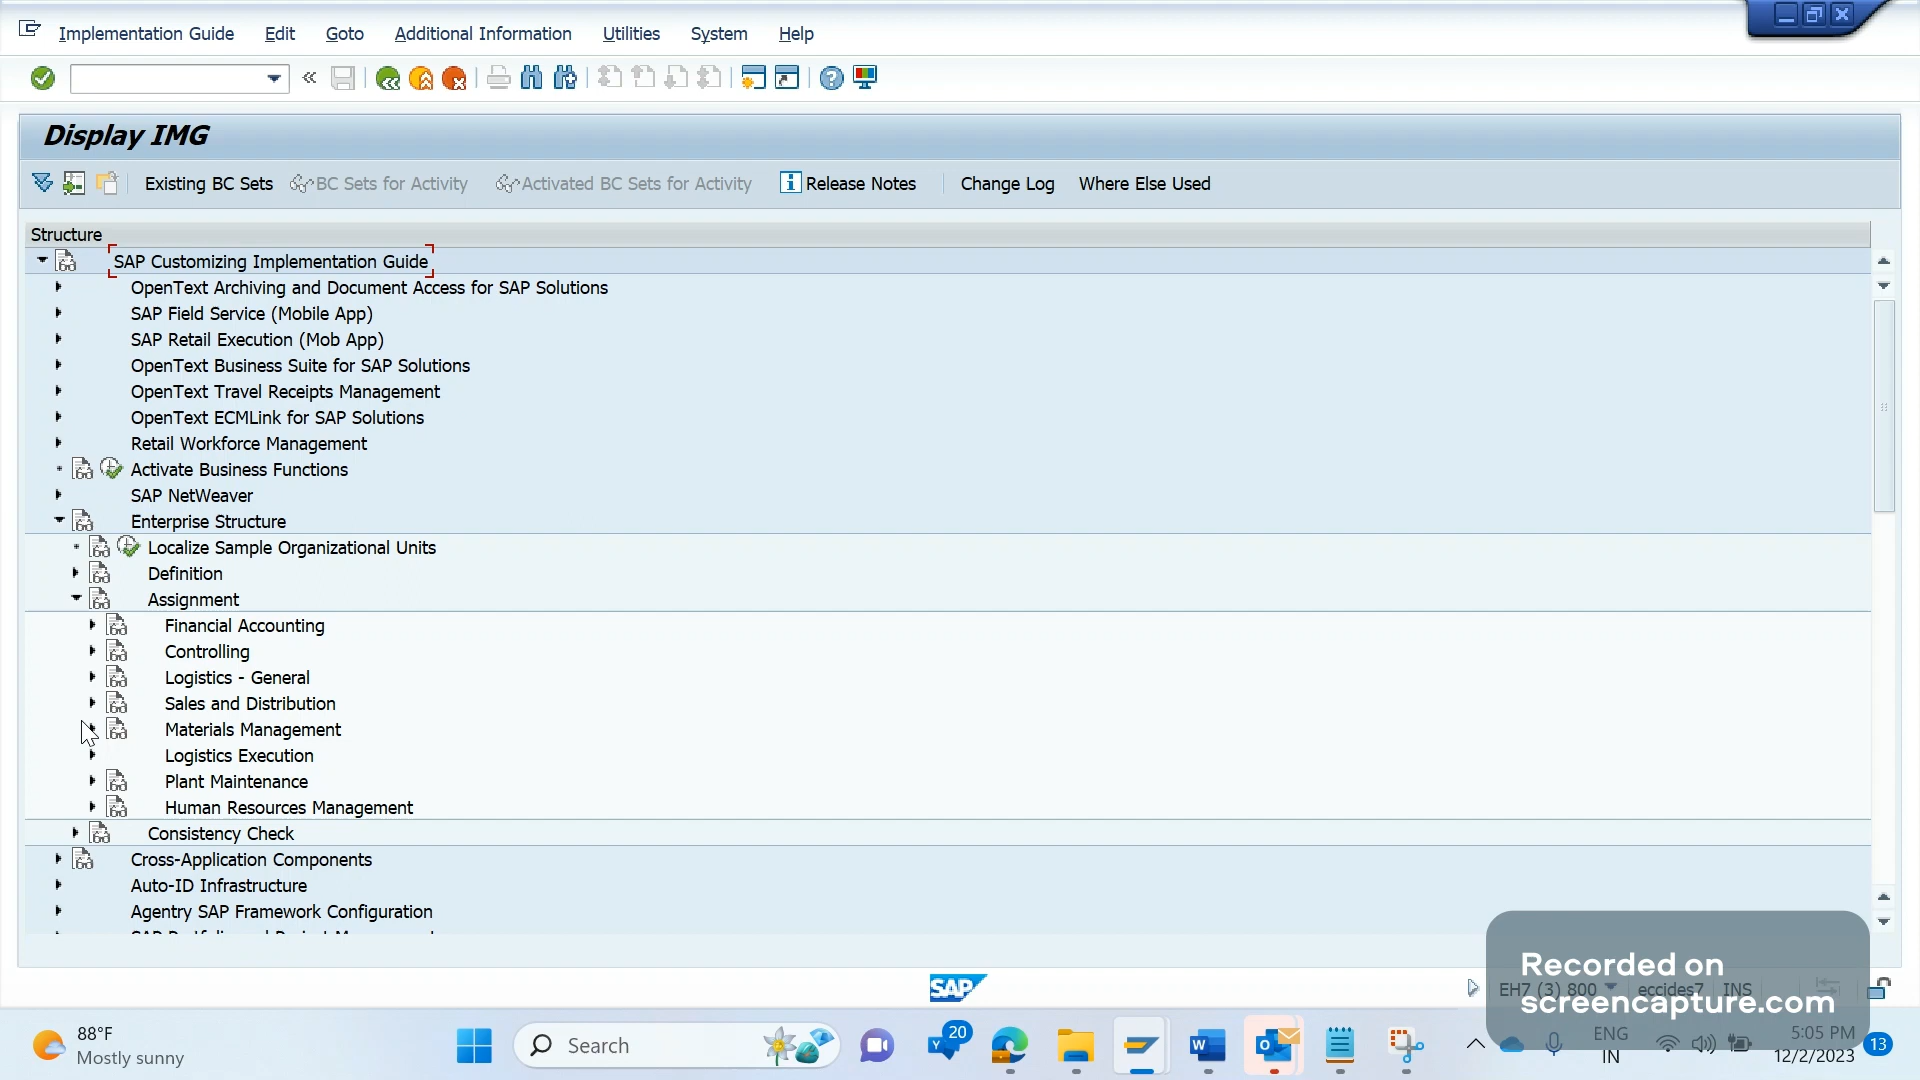 Implementation Guide Edit Goto Additional Information Utilities System Help
Display IMG
Existing BC Sets BC Sets for Activity Activated BC Sets for Activity Release Notes Change Log Where Else Used
Structure
SAP Customizing Implementation Guide
OpenText Archiving and Document Access for SAP Solutions
SAP Field Service (Mobile App)
SAP Retail Execution (Mob App)
OpenText Business Suite for SAP Solutions
OpenText Travel Receipts Management
OpenText ECMLink for SAP Solutions
Retail Workforce Management
Activate Business Functions
SAP NetWeaver
Enterprise Structure
Localize Sample Organizational Units
Definition
Assignment
Financial Accounting
Controlling
Logistics - General
Sales and Distribution
Materials Management
Logistics Execution
Plant Maintenance
Human Resources Management
Consistency Check
Cross-Application Components
Auto-ID Infrastructure
Agentry SAP Framework Configuration
SAP
EH7 (3) 800 eccides7 INS
Recorded on
screencapture.com
88°F
Mostly sunny
Search
20
ENG
IN
5:05 PM
12/2/2023
13